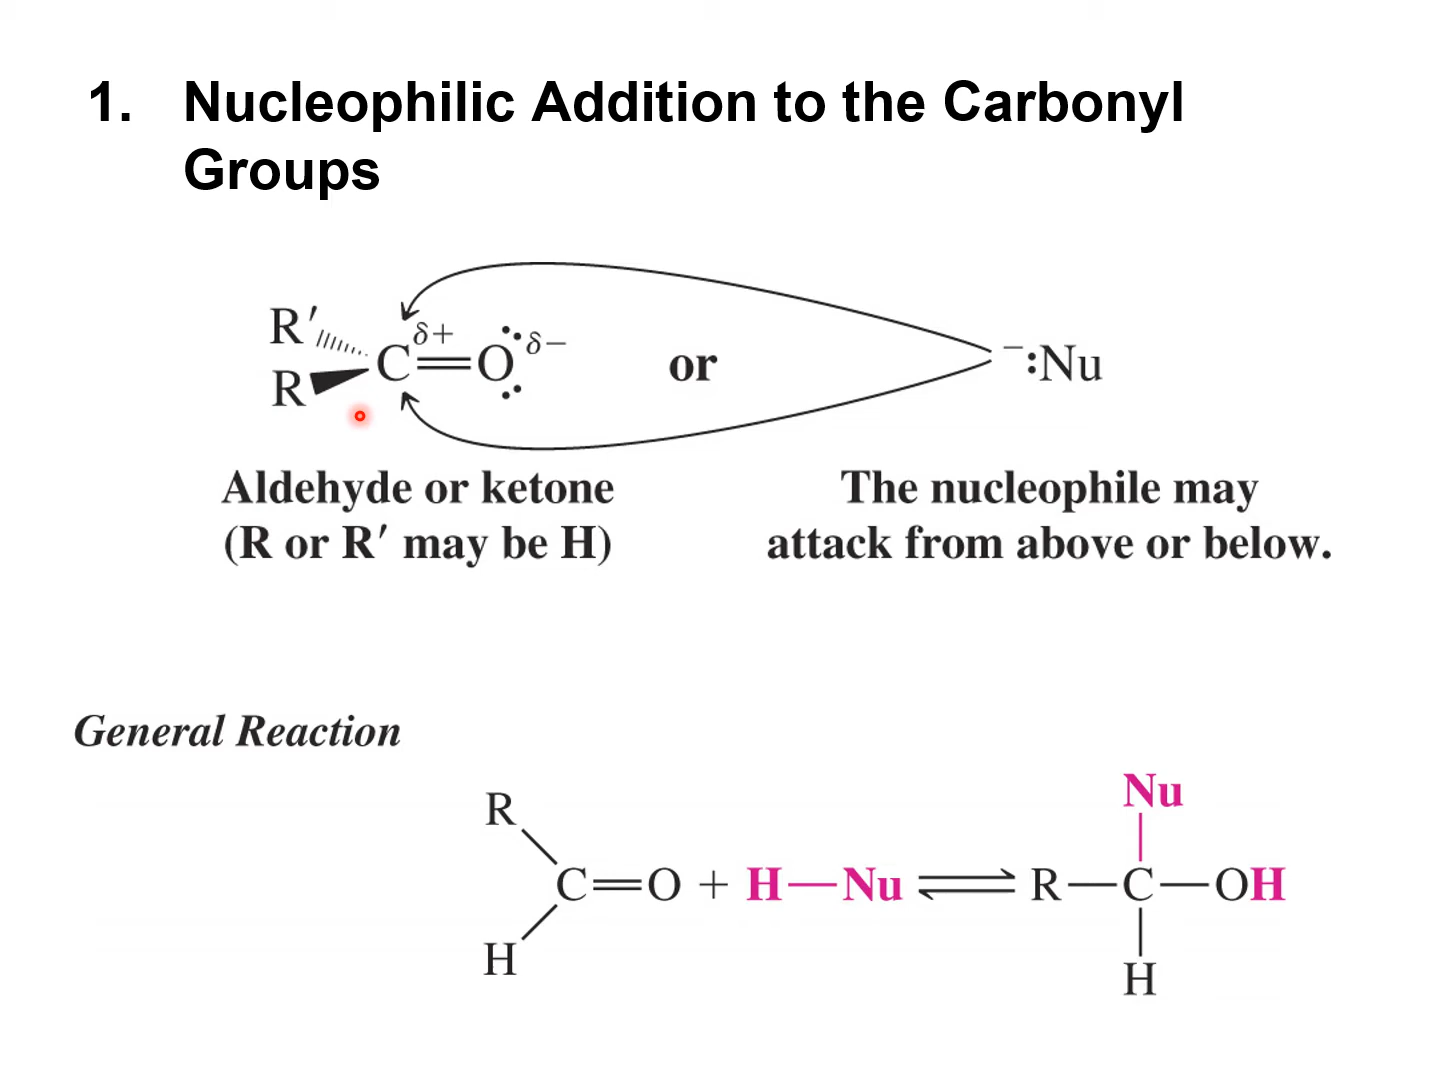 1. Nucleophilic Addition to the Carbonyl
Groups
R′ C δ+ = O δ− or −:Nu
R
Aldehyde or ketone The nucleophile may
(R or R′ may be H) attack from above or below.
General Reaction
Nu
R
C=O + H—Nu ⇌ R—C—OH
H
H